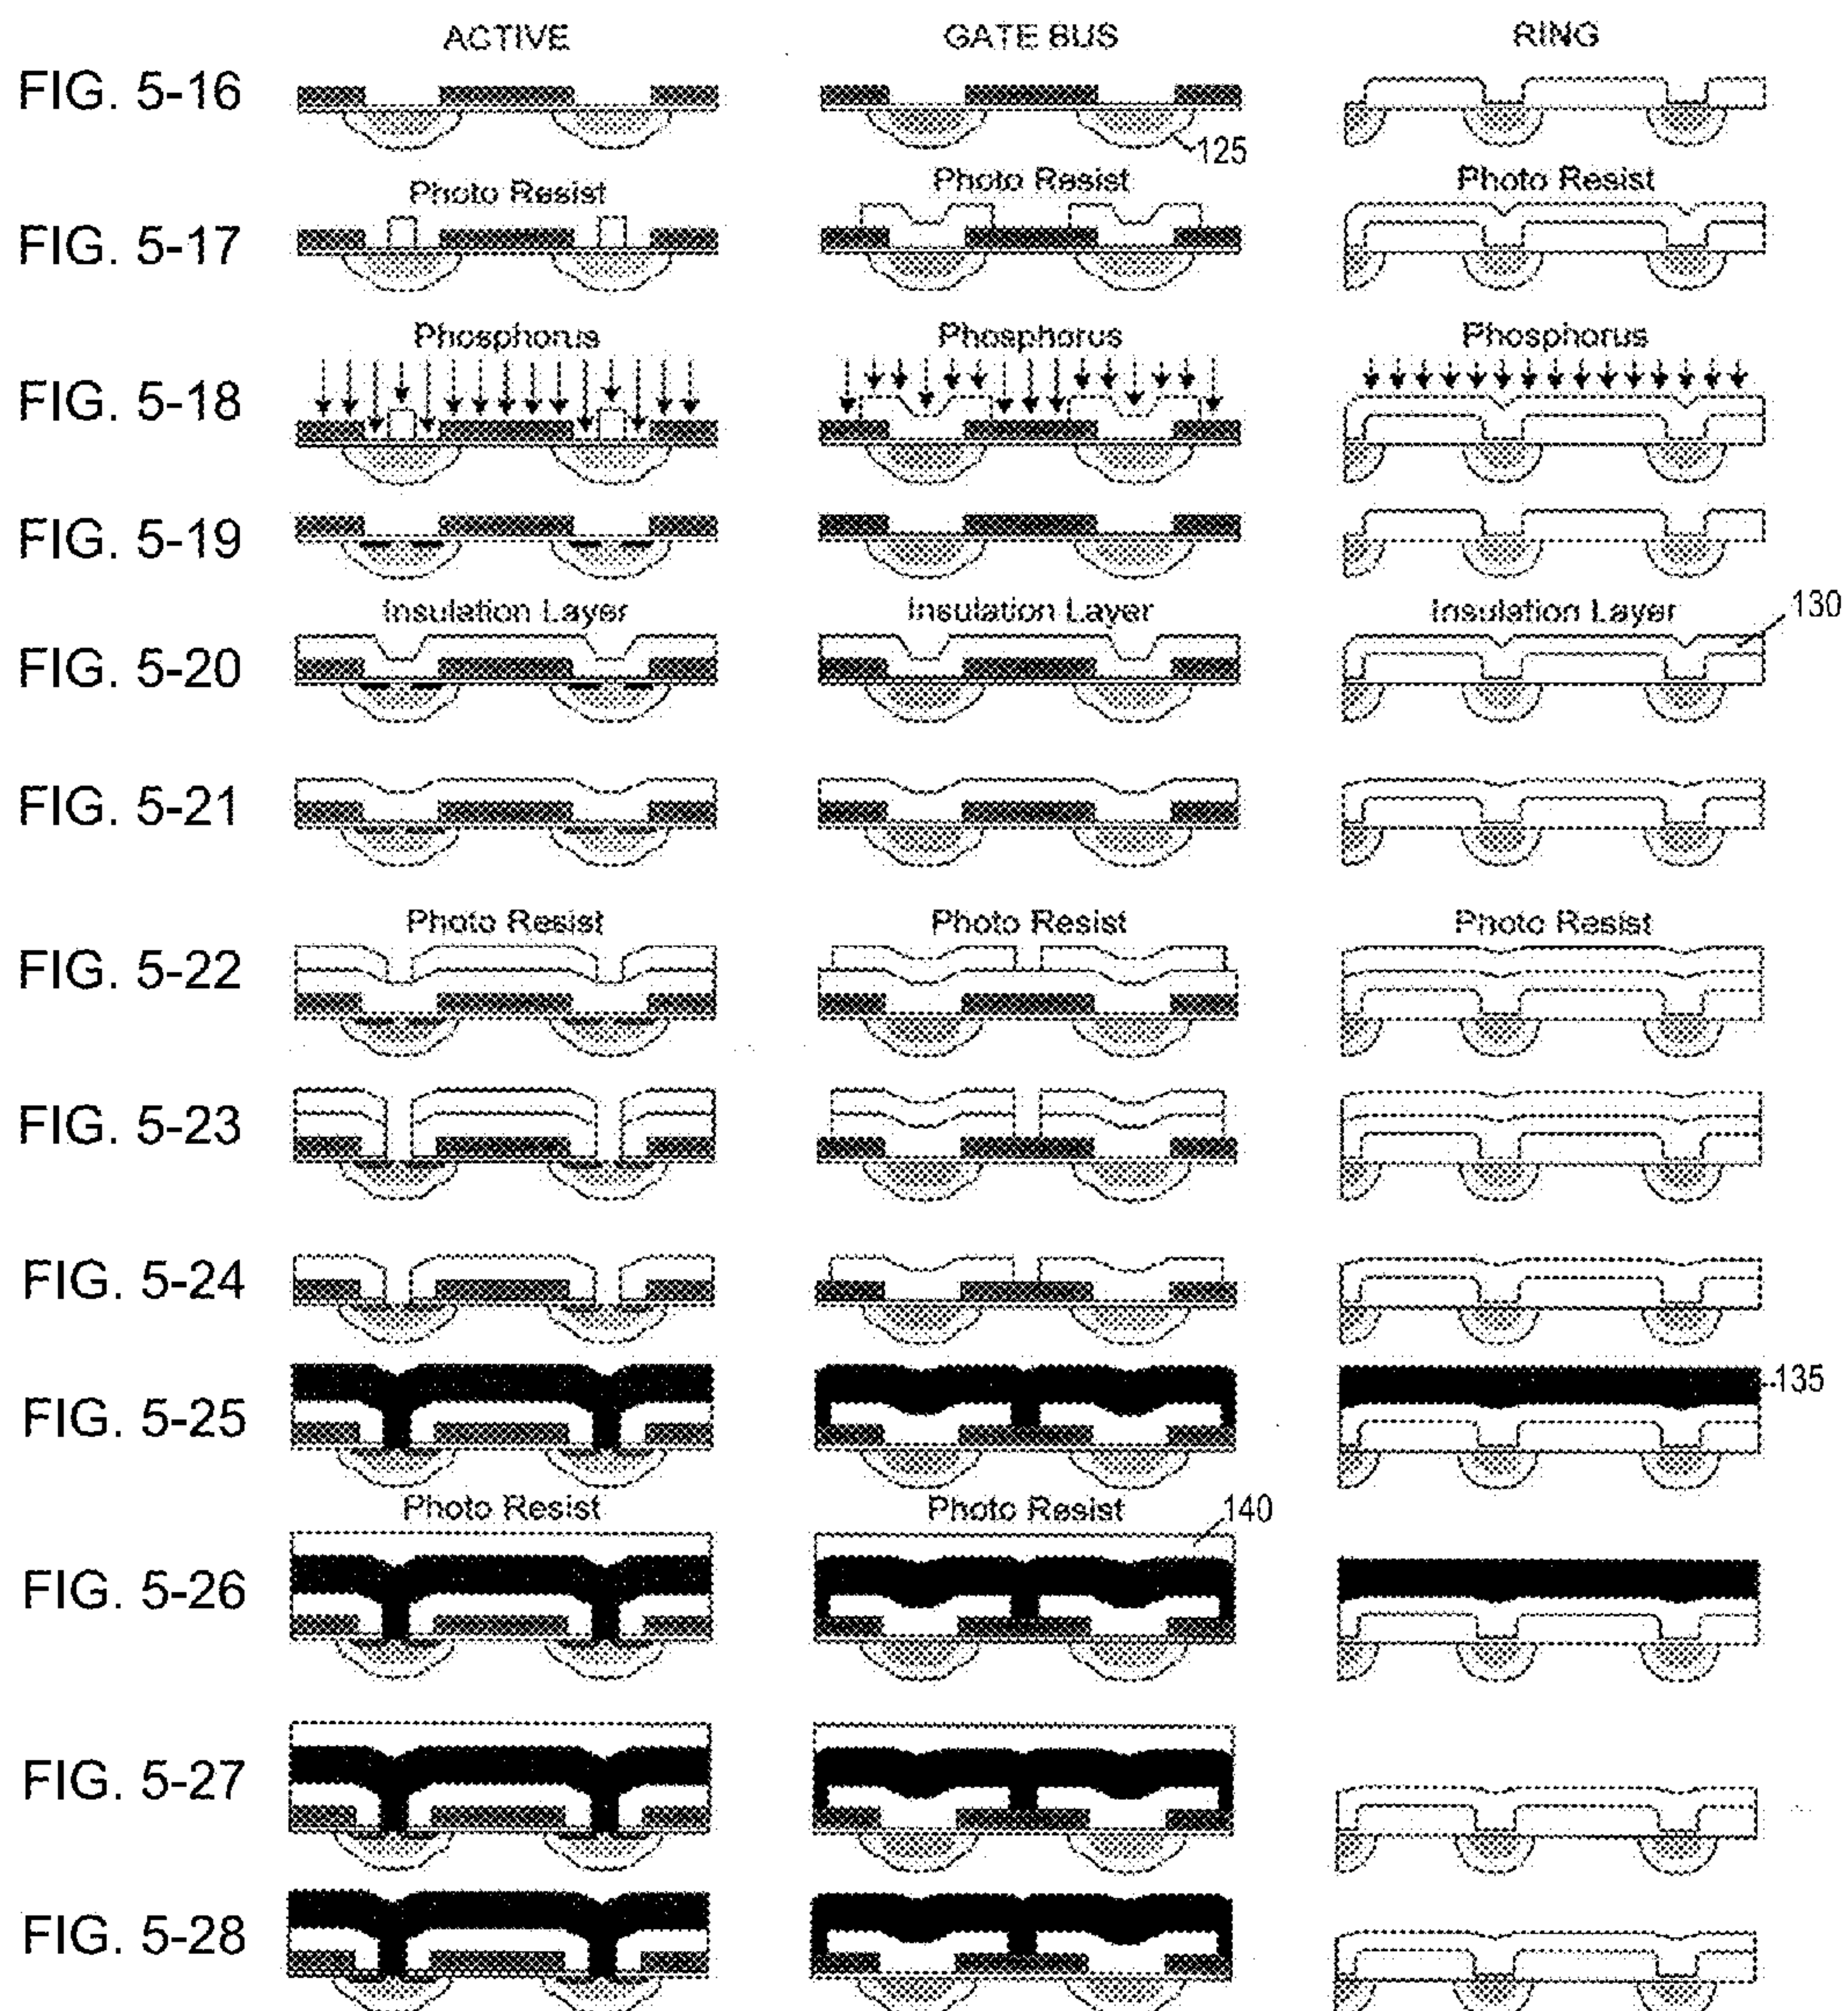 ACTIVE GATE BUS RING
FIG. 5-16
125
Photo Resist Photo Resist Photo Resist
FIG. 5-17
Phosphorus Phosphorus Phosphorus
FIG. 5-18
FIG. 5-19
Insulation Layer Insulation Layer Insulation Layer 130
FIG. 5-20
FIG. 5-21
Photo Resist Photo Resist Photo Resist
FIG. 5-22
FIG. 5-23
FIG. 5-24
135
FIG. 5-25
Photo Resist Photo Resist 140
FIG. 5-26
FIG. 5-27
FIG. 5-28